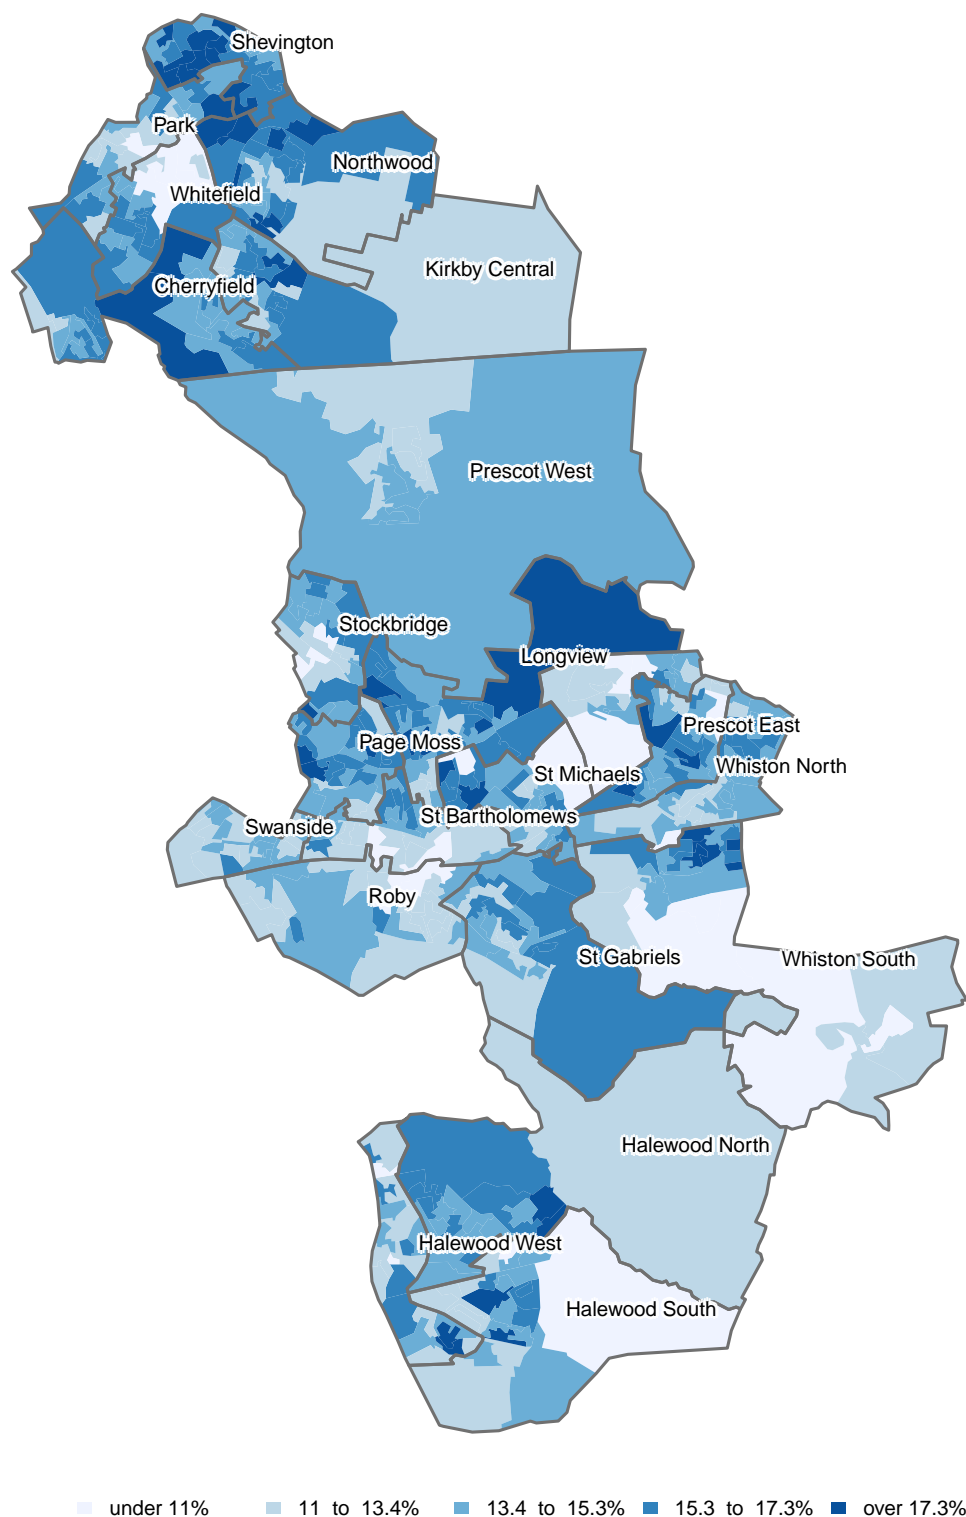 Shevington
Park
Northwood
Whitefield
Kirkby Central
Cherryfield
Prescot West
Stockbridge
Longview
Prescot East
Page Moss
St Michaels
Whiston North
St Bartholomews
Swanside
Roby
St Gabriels
Whiston South
Halewood North
Halewood West
Halewood South
under 11% 11 to 13.4% 13.4 to 15.3% 15.3 to 17.3% over 17.3%